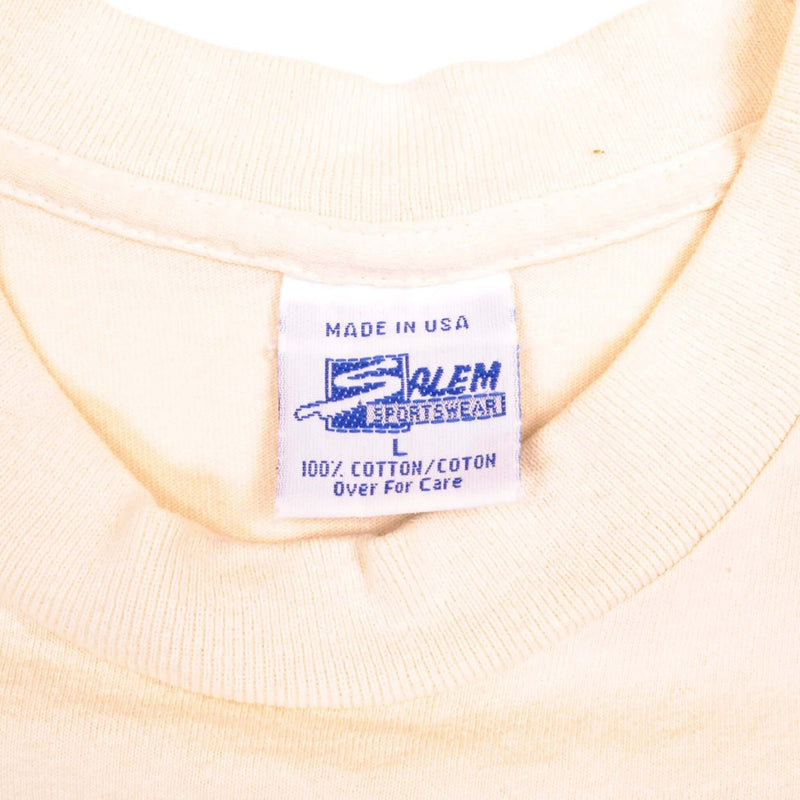 MADE IN USA
SALEM
SPORTSWEAR
L
100% COTTON/COTON
Over For Care